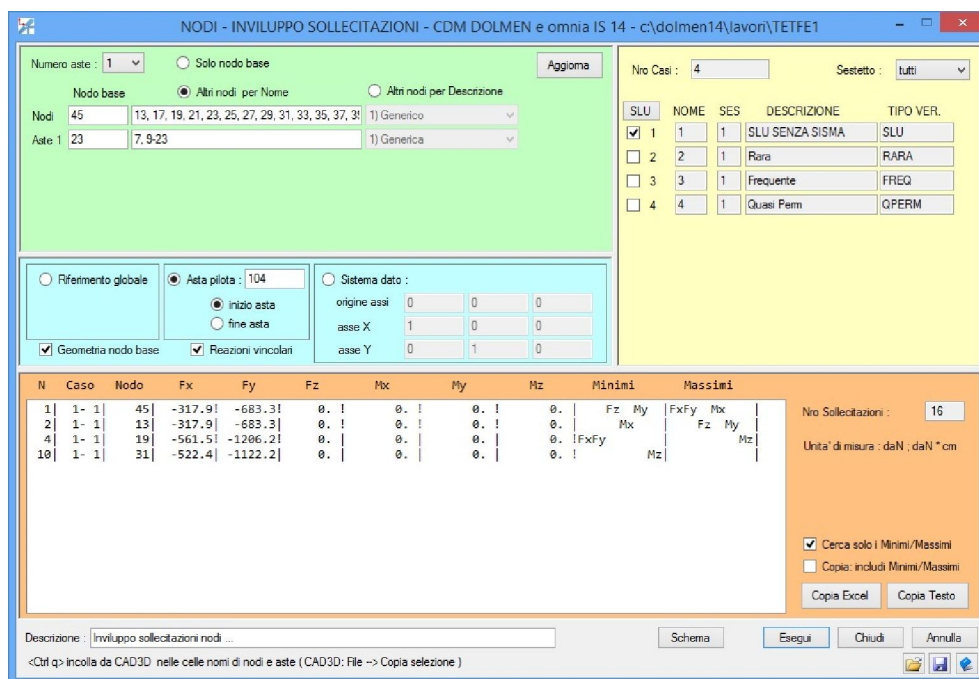 NODI - INVILUPPO SOLLECITAZIONI - CDM DOLMEN e omnia IS 14 - c:\dolmen14\lavori\TETFE1
Numero aste : 1 Solo nodo base Aggiorna
Nodo base Altri nodi per Nome Altri nodi per Descrizione
Nodi 45 13, 17, 19, 21, 23, 25, 27, 29, 31, 33, 35, 37, 3 1) Generico
Aste 1 23 7, 9-23 1) Generica
Nro Casi : 4 Sestetto : tutti
SLU NOME SES DESCRIZIONE TIPO VER.
1 1 1 SLU SENZA SISMA SLU
2 2 1 Rara RARA
3 3 1 Frequente FREQ
4 4 1 Quasi Perm QPERM
Riferimento globale Asta pilota : 104 Sistema dato :
inizio asta origine assi 0 0 0
fine asta asse X 1 0 0
Geometria nodo base Reazioni vincolari asse Y 0 1 0
N Caso Nodo Fx Fy Fz Mx My Mz Minimi Massimi
1| 1- 1| 45| -317.9! -683.3! 0. ! 0. ! 0. ! 0. | Fz My |FxFy Mx |
2| 1- 1| 13| -317.9| -683.3| 0. ! 0. ! 0. ! 0. | Mx | Fz My |
4| 1- 1| 19| -561.5! -1206.2! 0. | 0. | 0. | 0. !FxFy | Mz|
10| 1- 1| 31| -522.4| -1122.2| 0. | 0. | 0. | 0. ! Mz| |
Nro Sollecitazioni : 16
Unita' di misura : daN ; daN * cm
Cerca solo i Minimi/Massimi
Copia: includi Minimi/Massimi
Copia Excel Copia Testo
Descrizione : Inviluppo sollecitazioni nodi ... Schema Esegui Chiudi Annulla
<Ctrl q> incolla da CAD3D nelle celle nomi di nodi e aste ( CAD3D: File --> Copia selezione )